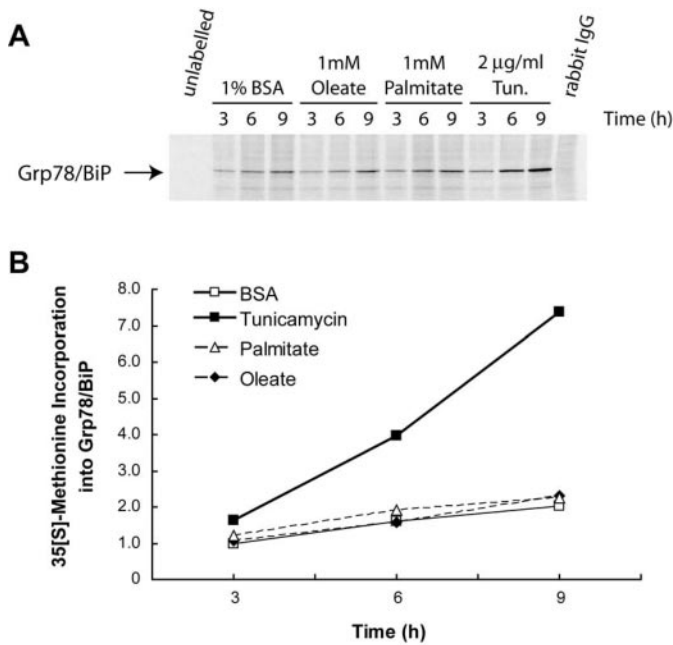 A
unlabelled
rabbit IgG
1mM 1mM 2 µg/ml
1% BSA Oleate Palmitate Tun.
3 6 9 3 6 9 3 6 9 3 6 9 Time (h)
Grp78/BiP
B
8.0
7.0
6.0
5.0
4.0
3.0
2.0
1.0
0
BSA
Tunicamycin
Palmitate
Oleate
35[S]-Methionine Incorporation
into Grp78/BiP
3 6 9
Time (h)